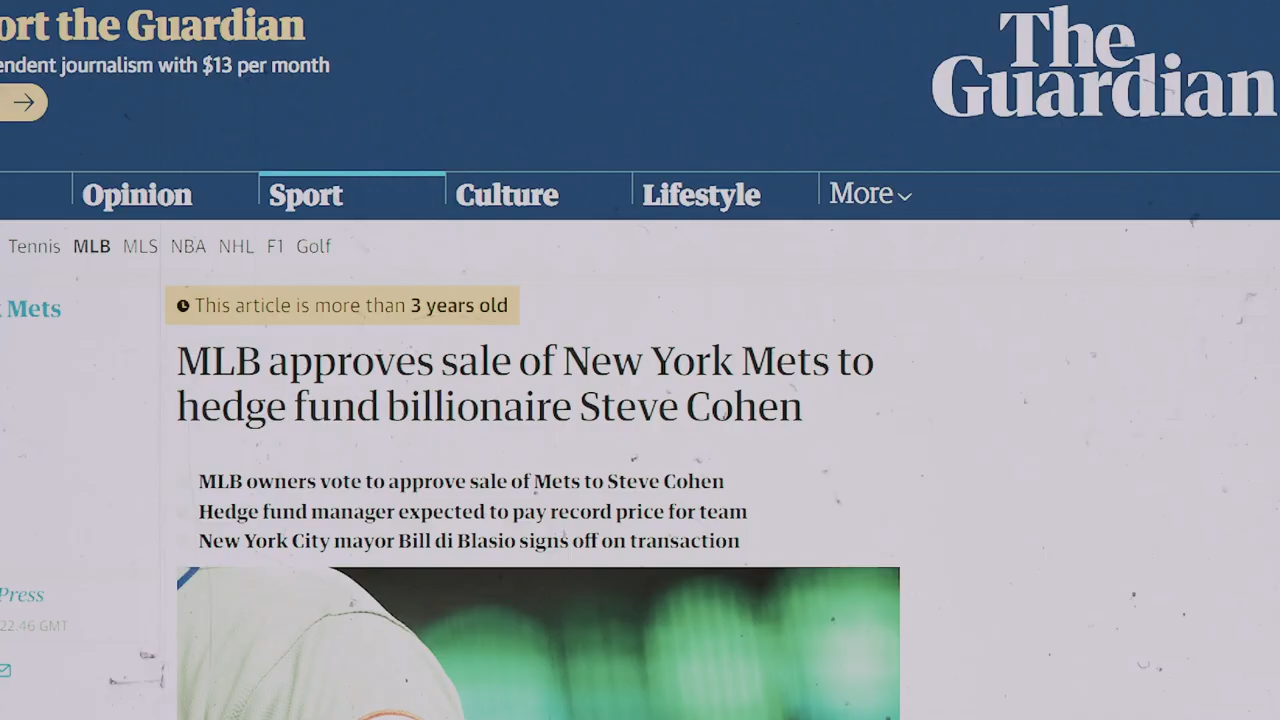 ort the Guardian
endent journalism with $13 per month
The
Guardian
Opinion Sport Culture Lifestyle More
Tennis MLB MLS NBA NHL F1 Golf
Mets
This article is more than 3 years old
MLB approves sale of New York Mets to
hedge fund billionaire Steve Cohen
MLB owners vote to approve sale of Mets to Steve Cohen
Hedge fund manager expected to pay record price for team
New York City mayor Bill di Blasio signs off on transaction
Press
22.46 GMT